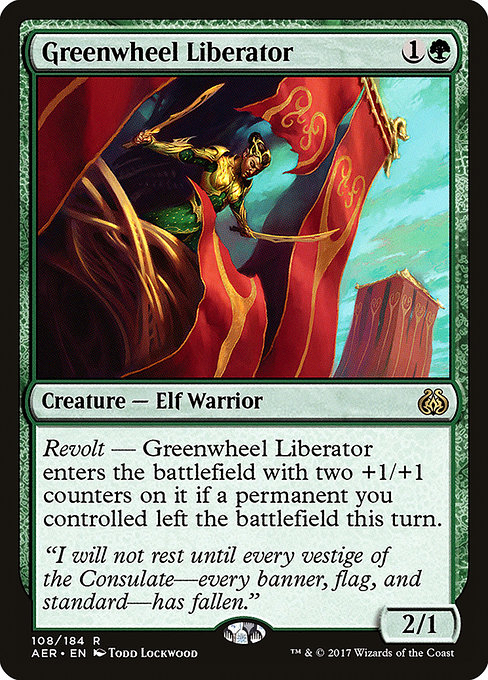 Greenwheel Liberator 1
Creature — Elf Warrior
Revolt — Greenwheel Liberator
enters the battlefield with two +1/+1
counters on it if a permanent you
controlled left the battlefield this turn.
“I will not rest until every vestige of
the Consulate—every banner, flag, and
standard—has fallen.”
2/1
108/184 R
AER • EN Todd Lockwood
™ & © 2017 Wizards of the Coast